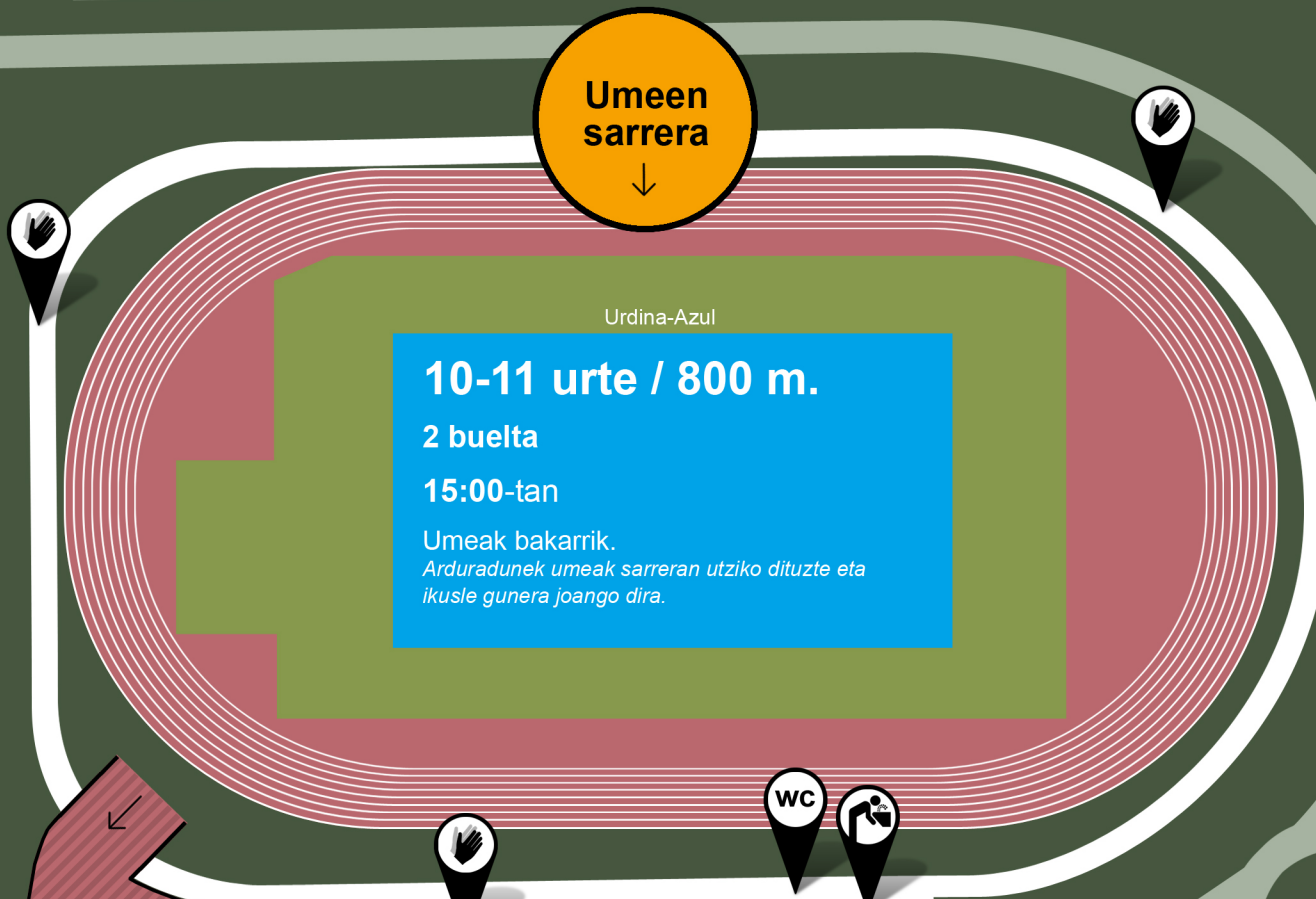 Umeen
sarrera
Urdina-Azul
10-11 urte / 800 m.
2 buelta
15:00-tan
Umeak bakarrik.
Arduradunek umeak sarreran utziko dituzte eta
ikusle gunera joango dira.
WC